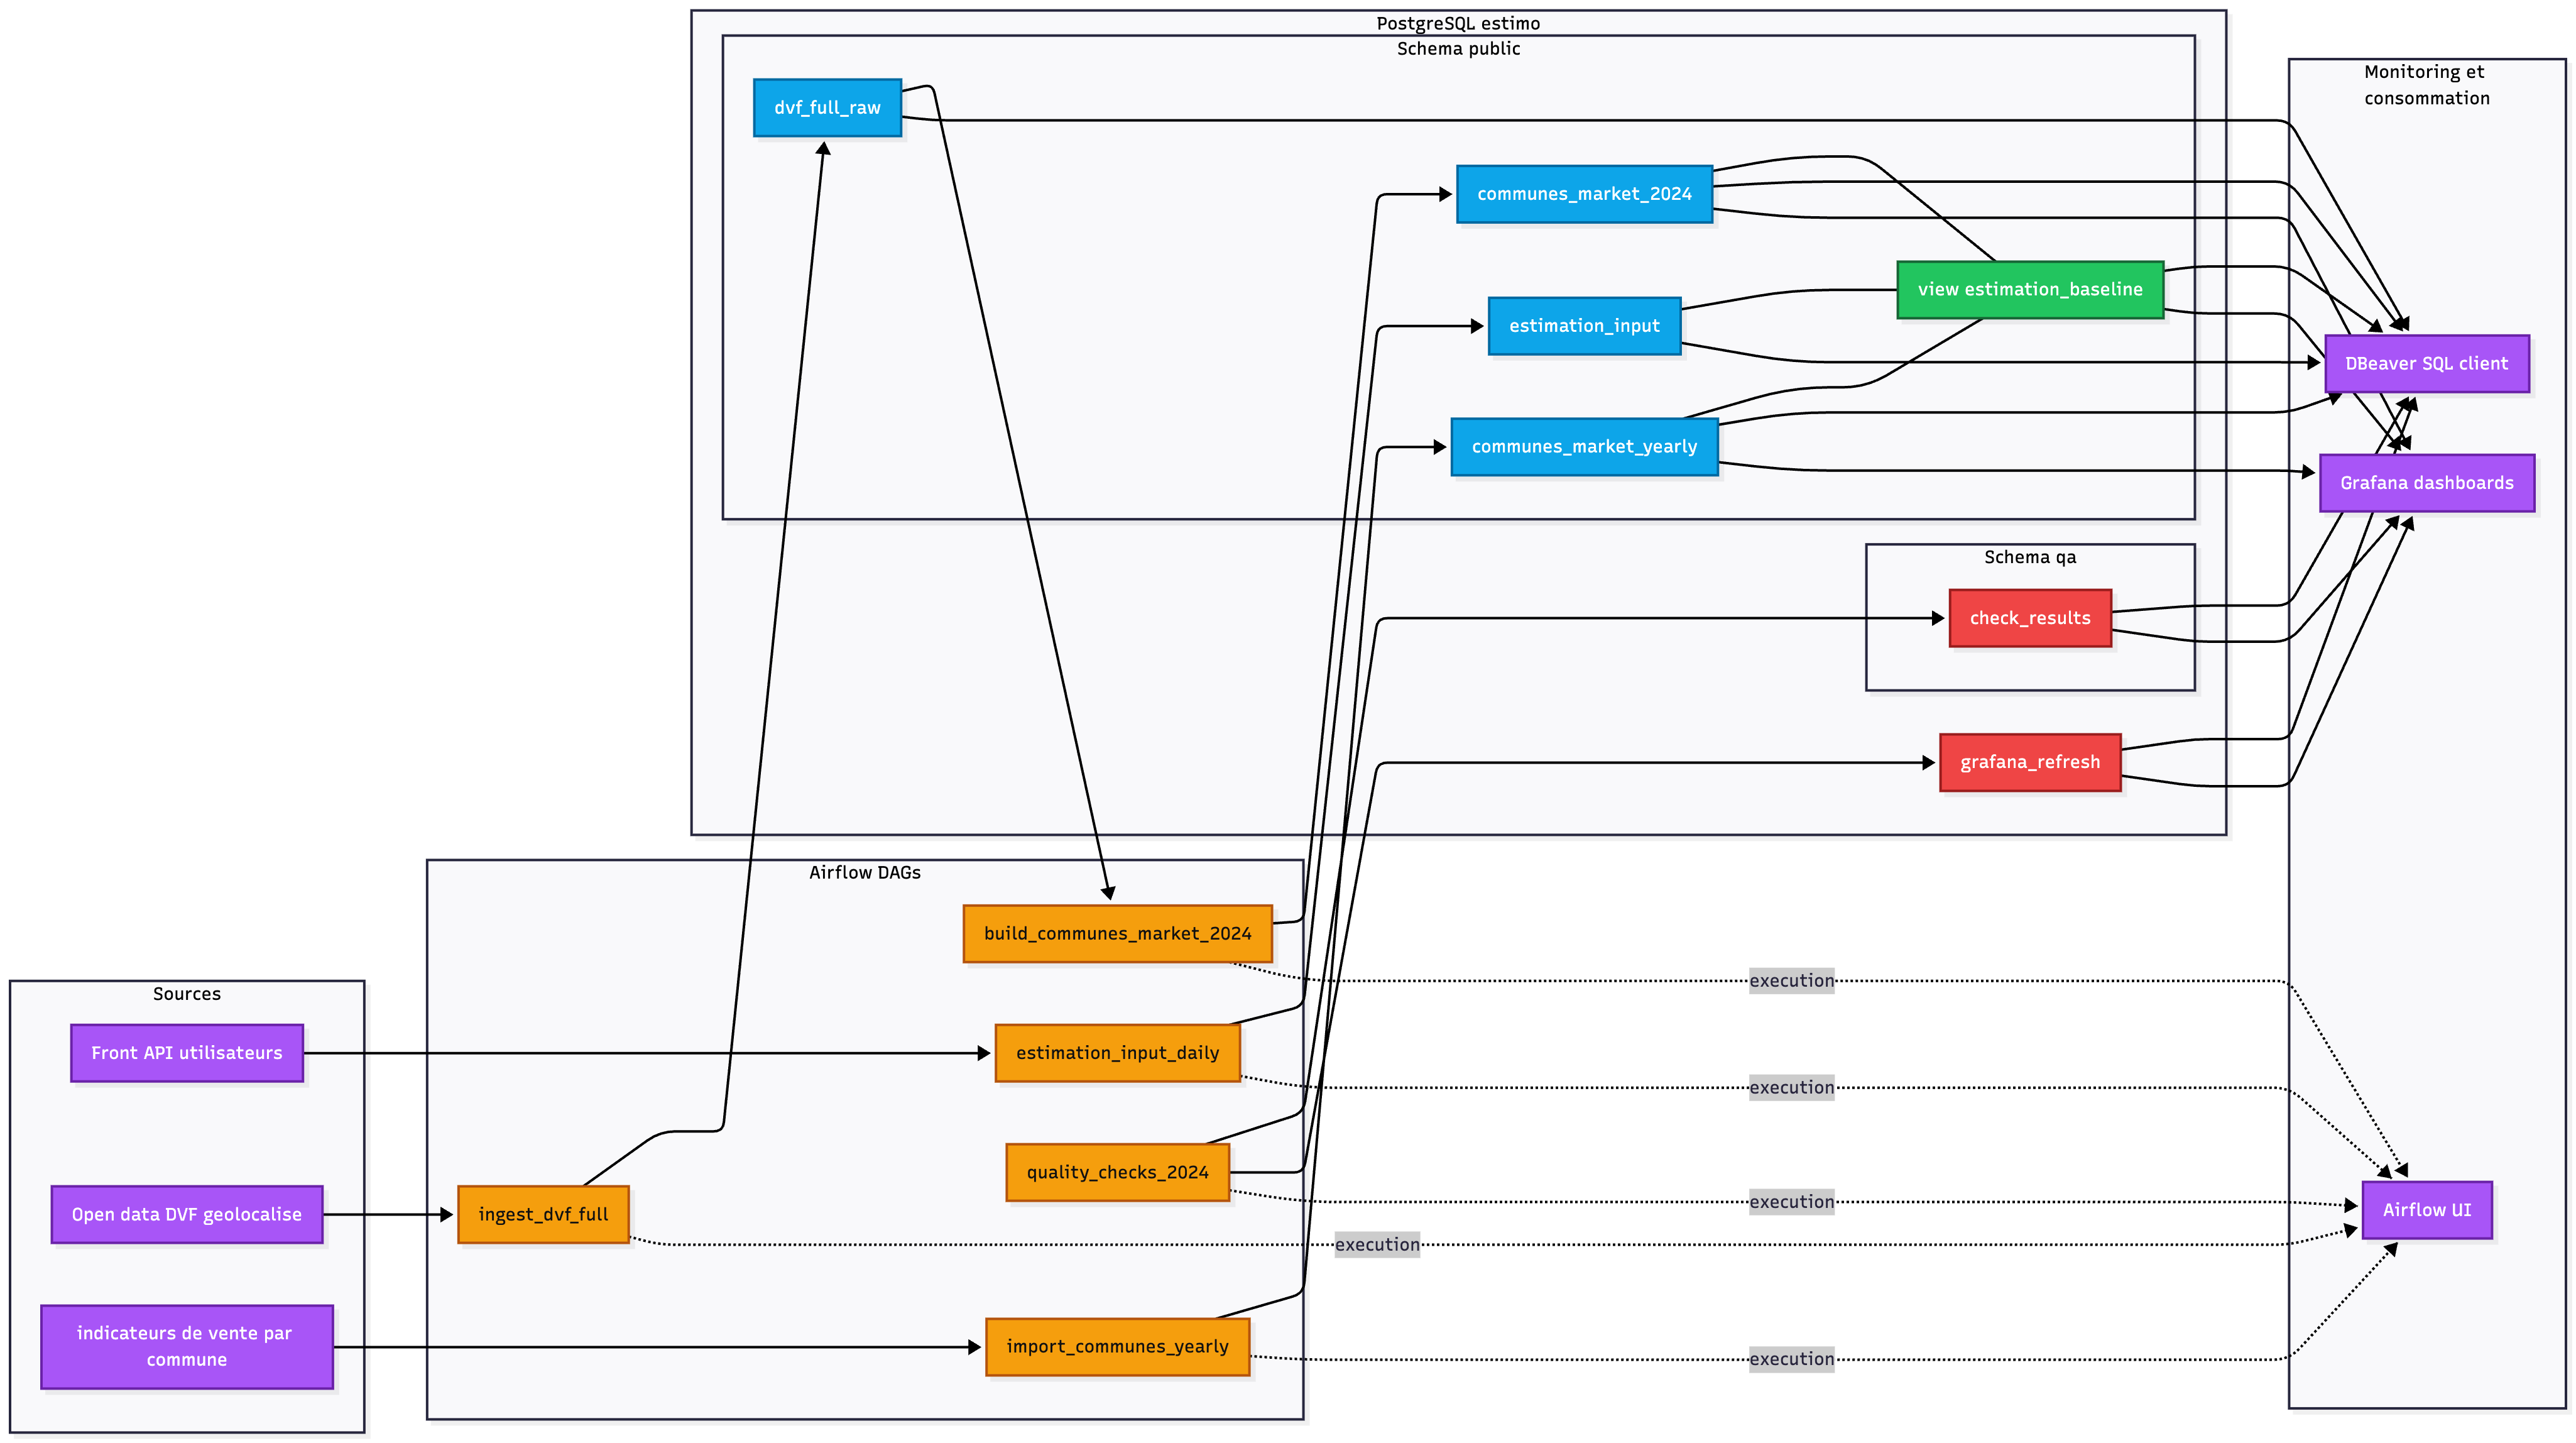 PostgreSQL estimo
Schema public
Monitoring et
consommation
dvf_full_raw
communes_market_2024
view estimation_baseline
estimation_input
DBeaver SQL client
communes_market_yearly
Grafana dashboards
Schema qa
check_results
grafana_refresh
Airflow DAGs
build_communes_market_2024
execution
Sources
Front API utilisateurs
estimation_input_daily
execution
quality_checks_2024
execution
Open data DVF geolocalise
ingest_dvf_full
execution
Airflow UI
indicateurs de vente par
commune
import_communes_yearly
execution